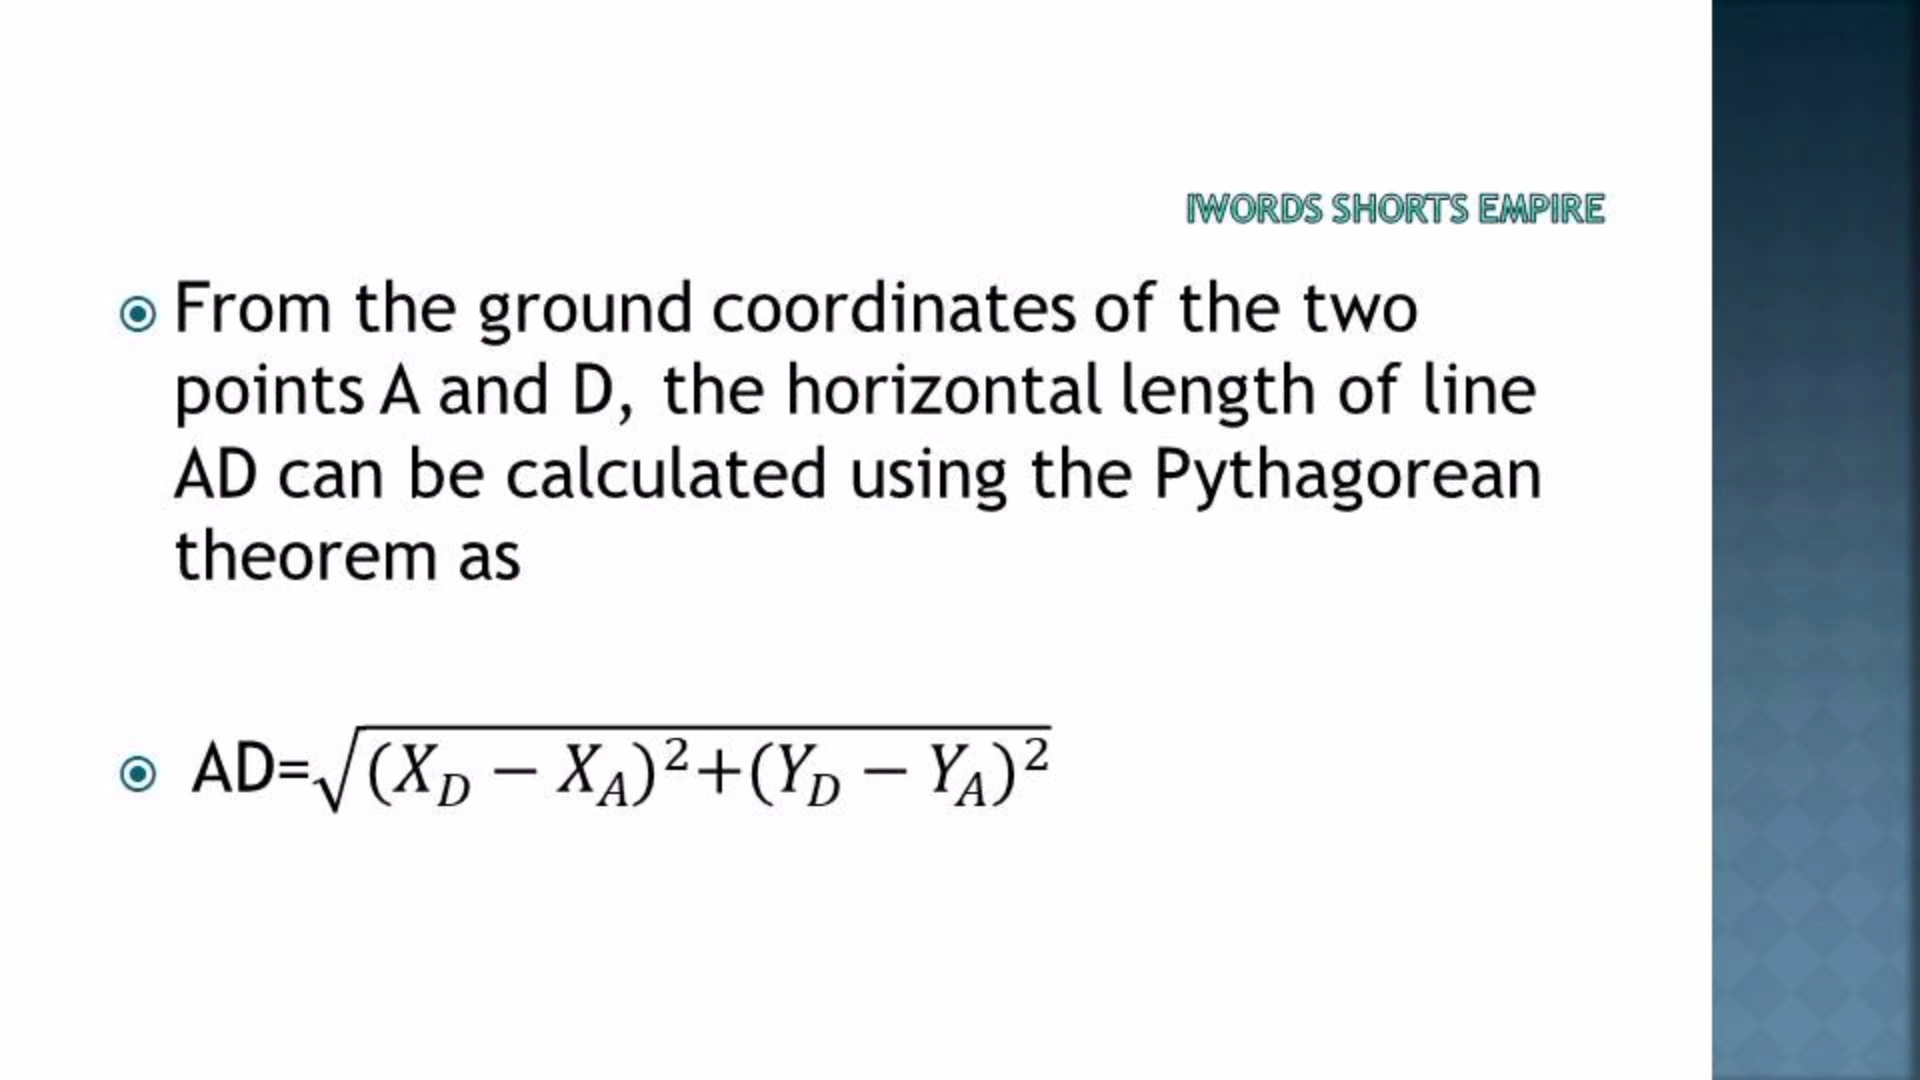 IWORDS SHORTS EMPIRE
From the ground coordinates of the two
points A and D, the horizontal length of line
AD can be calculated using the Pythagorean
theorem as
AD=√(X_D − X_A)²+(Y_D − Y_A)²